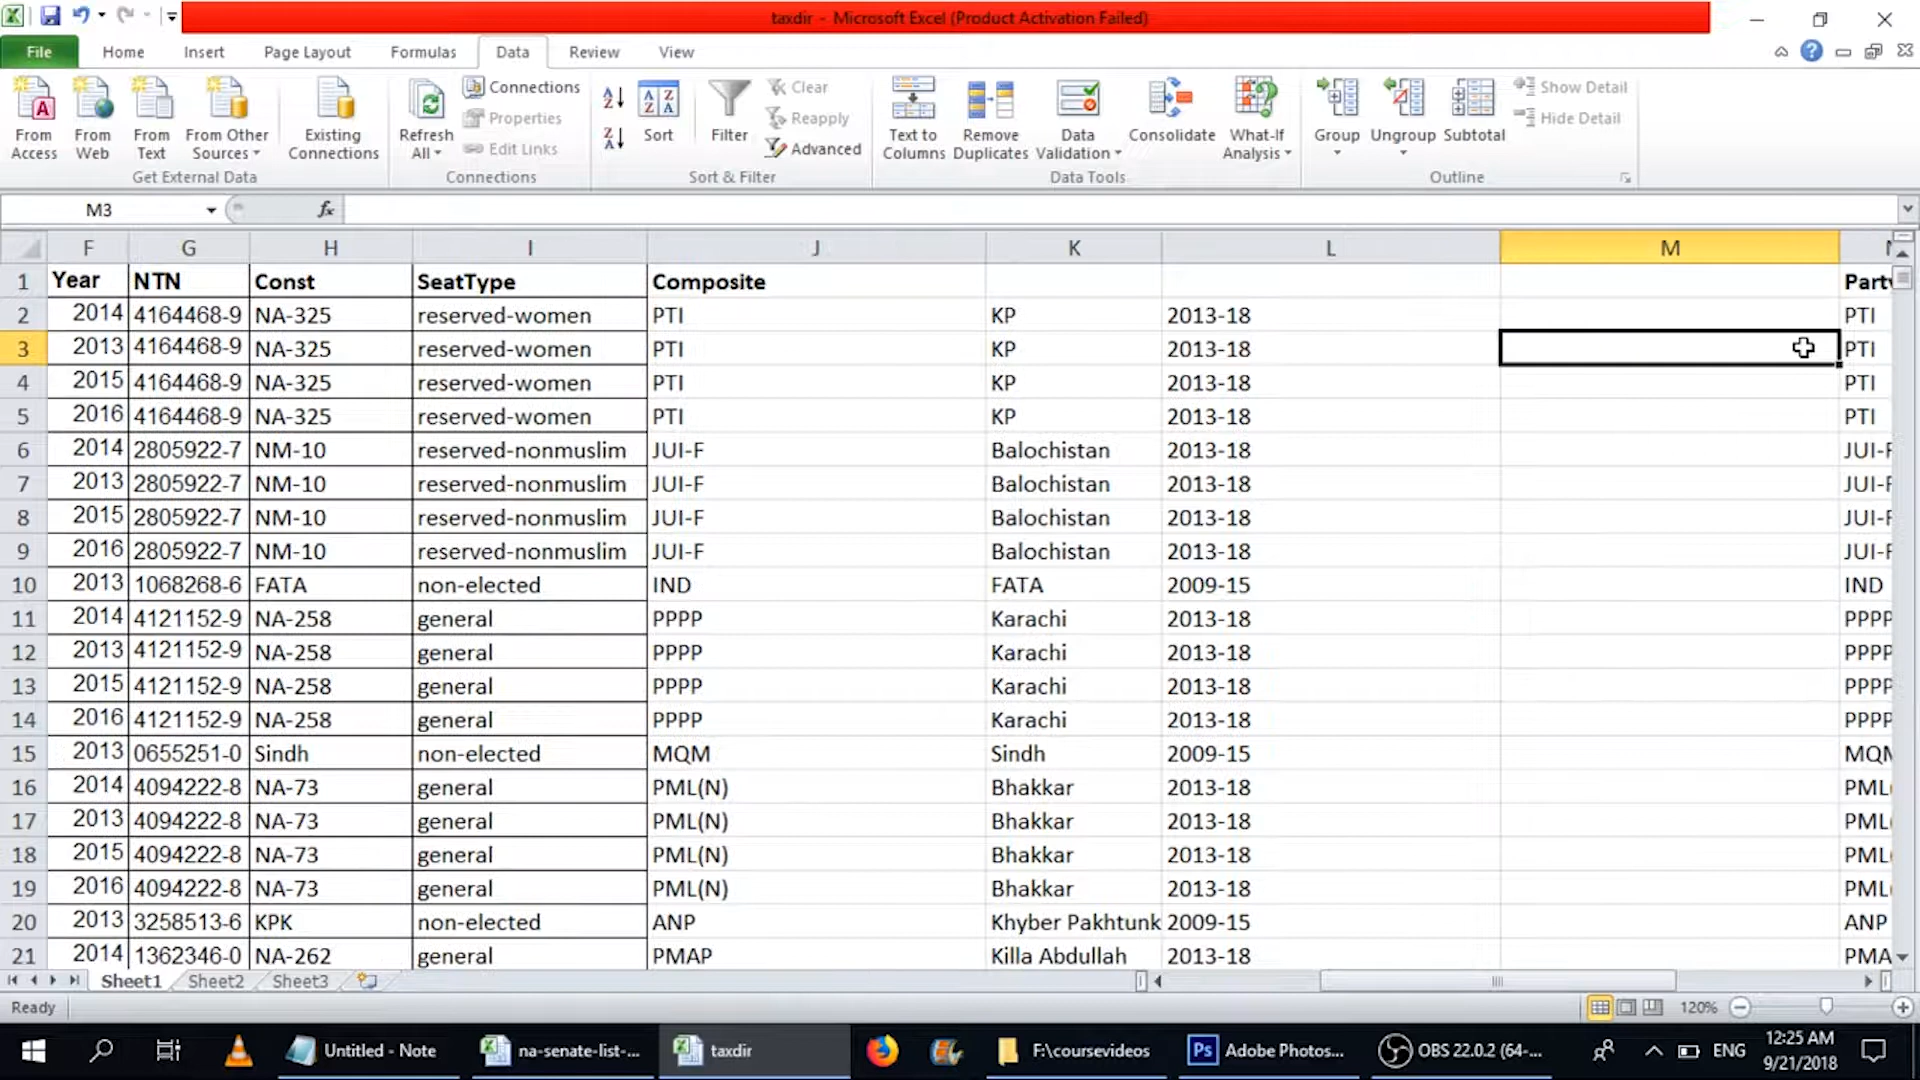 taxdir - Microsoft Excel (Product Activation Failed)
File Home Insert Page Layout Formulas Data Review View
From Access
From Web
From Text
From Other Sources
Existing Connections
Get External Data
Refresh All
Connections
Properties
Edit Links
Connections
Sort
Filter
Clear
Reapply
Advanced
Sort & Filter
Text to Columns
Remove Duplicates
Data Validation
Consolidate
What-If Analysis
Data Tools
Group
Ungroup
Subtotal
Show Detail
Hide Detail
Outline
M3 fx
F G H I J K L M
1 Year NTN Const SeatType Composite
2 2014 4164468-9 NA-325 reserved-women PTI KP 2013-18 PTI
3 2013 4164468-9 NA-325 reserved-women PTI KP 2013-18 PTI
4 2015 4164468-9 NA-325 reserved-women PTI KP 2013-18 PTI
5 2016 4164468-9 NA-325 reserved-women PTI KP 2013-18 PTI
6 2014 2805922-7 NM-10 reserved-nonmuslim JUI-F Balochistan 2013-18 JUI-F
7 2013 2805922-7 NM-10 reserved-nonmuslim JUI-F Balochistan 2013-18 JUI-F
8 2015 2805922-7 NM-10 reserved-nonmuslim JUI-F Balochistan 2013-18 JUI-F
9 2016 2805922-7 NM-10 reserved-nonmuslim JUI-F Balochistan 2013-18 JUI-F
10 2013 1068268-6 FATA non-elected IND FATA 2009-15 IND
11 2014 4121152-9 NA-258 general PPPP Karachi 2013-18 PPPP
12 2013 4121152-9 NA-258 general PPPP Karachi 2013-18 PPPP
13 2015 4121152-9 NA-258 general PPPP Karachi 2013-18 PPPP
14 2016 4121152-9 NA-258 general PPPP Karachi 2013-18 PPPP
15 2013 0655251-0 Sindh non-elected MQM Sindh 2009-15 MQM
16 2014 4094222-8 NA-73 general PML(N) Bhakkar 2013-18 PML
17 2013 4094222-8 NA-73 general PML(N) Bhakkar 2013-18 PML
18 2015 4094222-8 NA-73 general PML(N) Bhakkar 2013-18 PML
19 2016 4094222-8 NA-73 general PML(N) Bhakkar 2013-18 PML
20 2013 3258513-6 KPK non-elected ANP Khyber Pakhtunk 2009-15 ANP
21 2014 1362346-0 NA-262 general PMAP Killa Abdullah 2013-18 PMA
Sheet1 Sheet2 Sheet3
Ready 120%
Untitled - Note na-senate-list-... taxdir F:\coursevideos Ps Adobe Photos... OBS 22.0.2 (64-... ENG 12:25 AM
9/21/2018